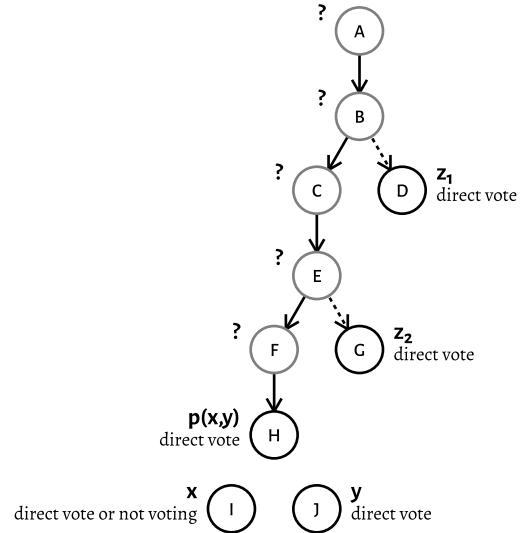 ? A
? B
? C
D z₁
direct vote
? E
? F
G z₂
direct vote
p(x,y)
direct vote H
x
direct vote or not voting I
J y
direct vote